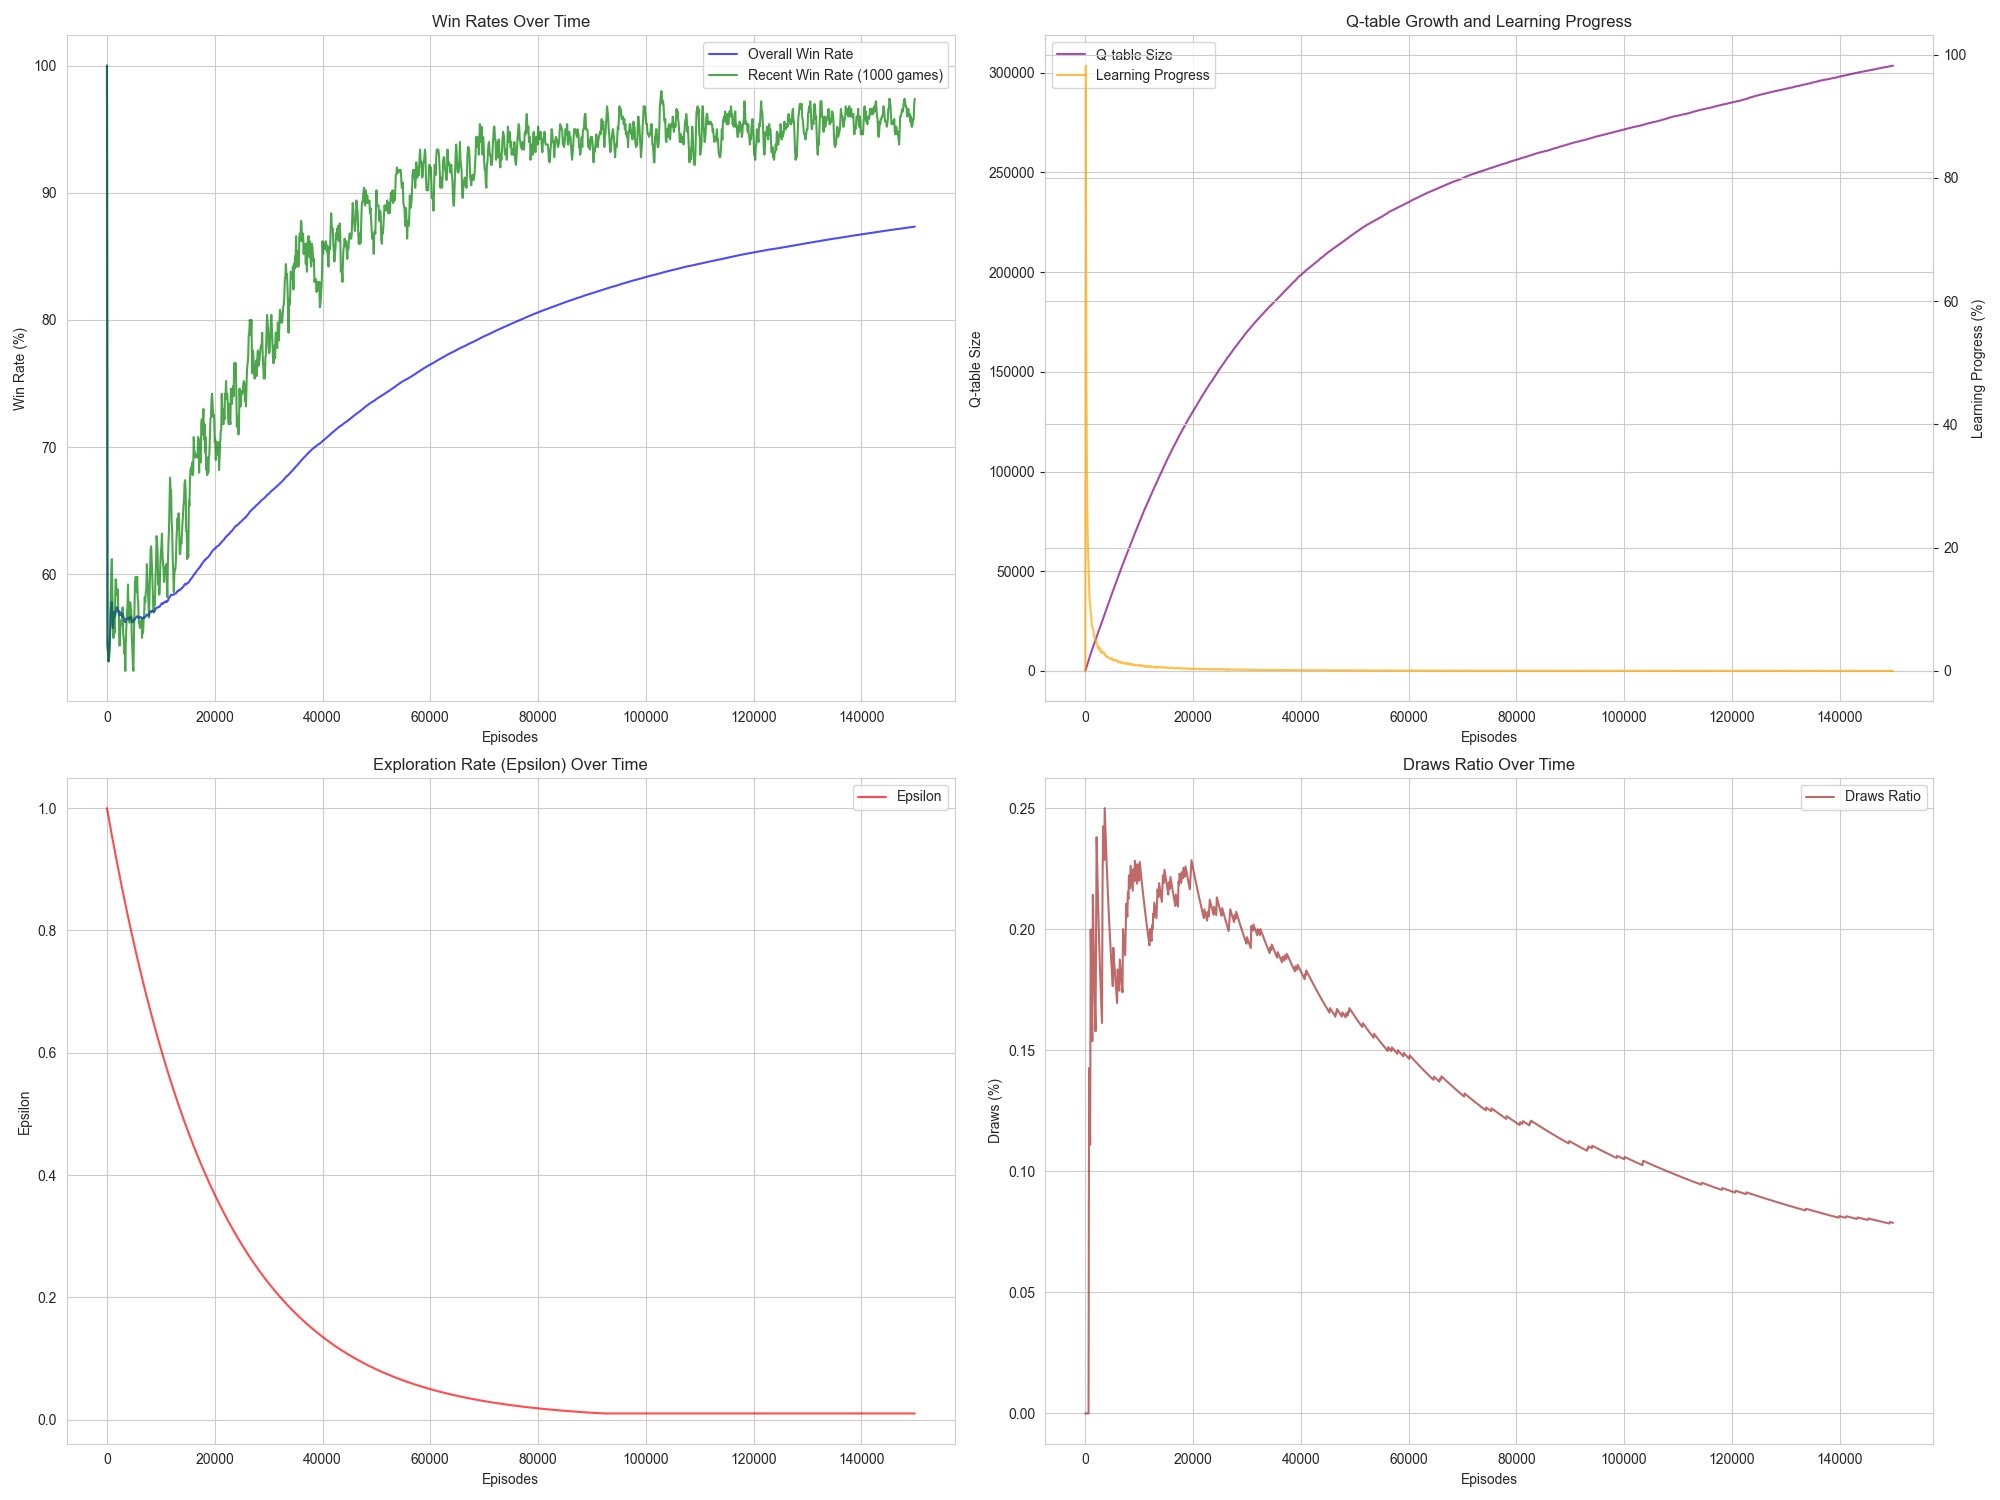 Win Rates Over Time
Overall Win Rate
Recent Win Rate (1000 games)
Win Rate (%)
100
90
80
70
60
0 20000 40000 60000 80000 100000 120000 140000
Episodes
Q-table Growth and Learning Progress
Q-table Size
Learning Progress
Q-table Size
300000
250000
200000
150000
100000
50000
0
100
80
60
40
20
0
Learning Progress (%)
0 20000 40000 60000 80000 100000 120000 140000
Episodes
Exploration Rate (Epsilon) Over Time
Epsilon
Epsilon
1.0
0.8
0.6
0.4
0.2
0.0
0 20000 40000 60000 80000 100000 120000 140000
Episodes
Draws Ratio Over Time
Draws Ratio
Draws (%)
0.25
0.20
0.15
0.10
0.05
0.00
0 20000 40000 60000 80000 100000 120000 140000
Episodes